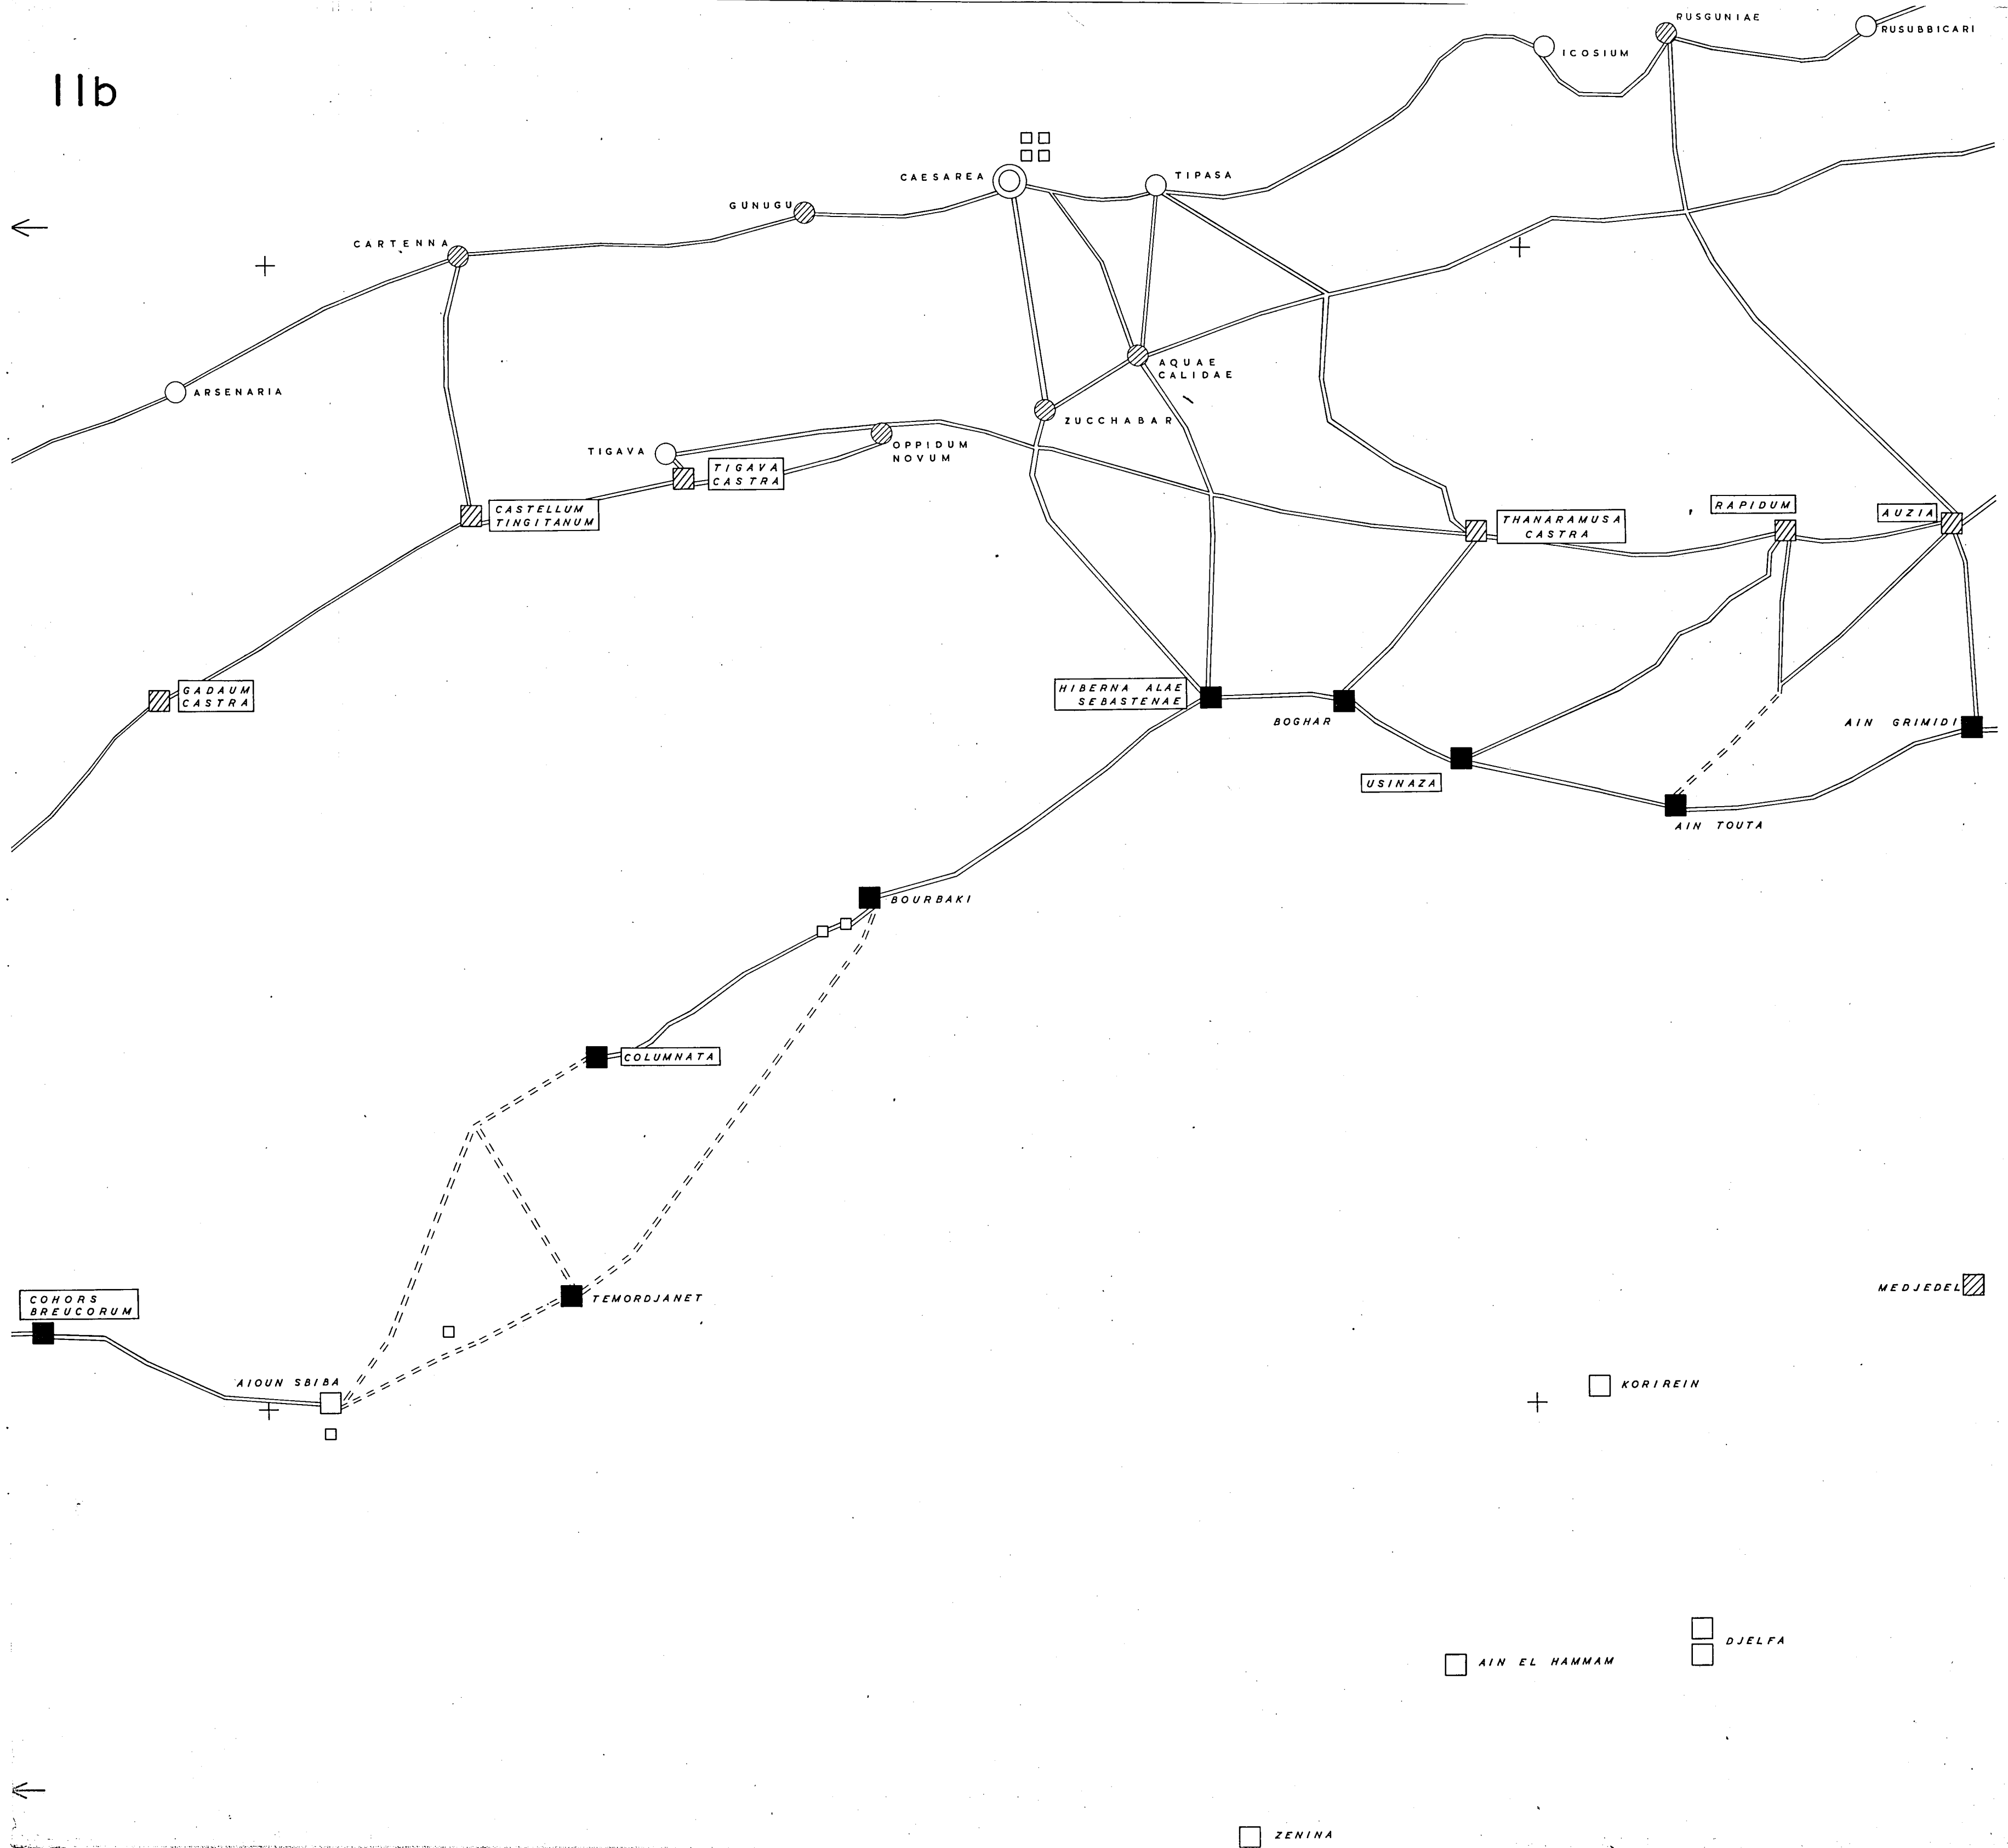 IIb
RUSGUNIAE
RUSUBBICARI
ICOSIUM
CAESAREA
TIPASA
GUNUGU
CARTENNA
AQUAE
CALIDAE
ARSENARIA
ZUCCHABAR
TIGAVA
OPPIDUM
NOVUM
TIGAVA
CASTRA
CASTELLUM
TINGITANUM
THANARAMUSA
CASTRA
RAPIDUM
AUZIA
GADAUM
CASTRA
HIBERNA ALAE
SEBASTENAE
BOGHAR
AIN GRIMIDI
USINAZA
AIN TOUTA
BOURBAKI
COLUMNATA
COHORS
BREUCORUM
TEMORDJANET
MEDJEDEL
AIOUN SBIBA
KORIREIN
DJELFA
AIN EL HAMMAM
ZENINA